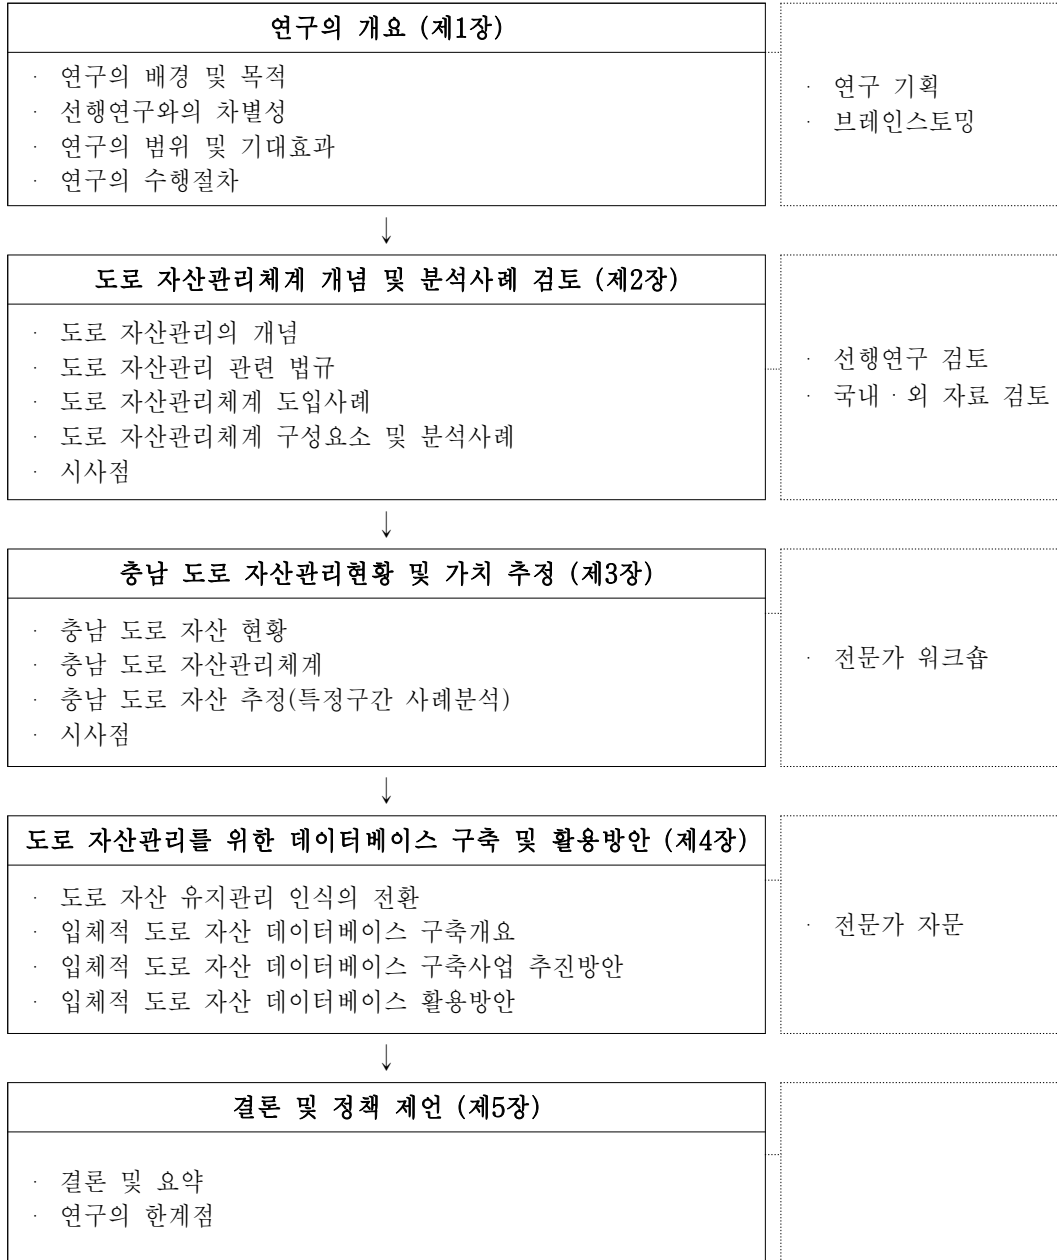 연구의 개요 (제1장)
· 연구의 배경 및 목적
· 선행연구와의 차별성
· 연구의 범위 및 기대효과
· 연구의 수행절차
· 연구 기획
· 브레인스토밍
↓
도로 자산관리체계 개념 및 분석사례 검토 (제2장)
· 도로 자산관리의 개념
· 도로 자산관리 관련 법규
· 도로 자산관리체계 도입사례
· 도로 자산관리체계 구성요소 및 분석사례
· 시사점
· 선행연구 검토
· 국내·외 자료 검토
↓
충남 도로 자산관리현황 및 가치 추정 (제3장)
· 충남 도로 자산 현황
· 충남 도로 자산관리체계
· 충남 도로 자산 추정(특정구간 사례분석)
· 시사점
· 전문가 워크숍
↓
도로 자산관리를 위한 데이터베이스 구축 및 활용방안 (제4장)
· 도로 자산 유지관리 인식의 전환
· 입체적 도로 자산 데이터베이스 구축개요
· 입체적 도로 자산 데이터베이스 구축사업 추진방안
· 입체적 도로 자산 데이터베이스 활용방안
· 전문가 자문
↓
결론 및 정책 제언 (제5장)
· 결론 및 요약
· 연구의 한계점